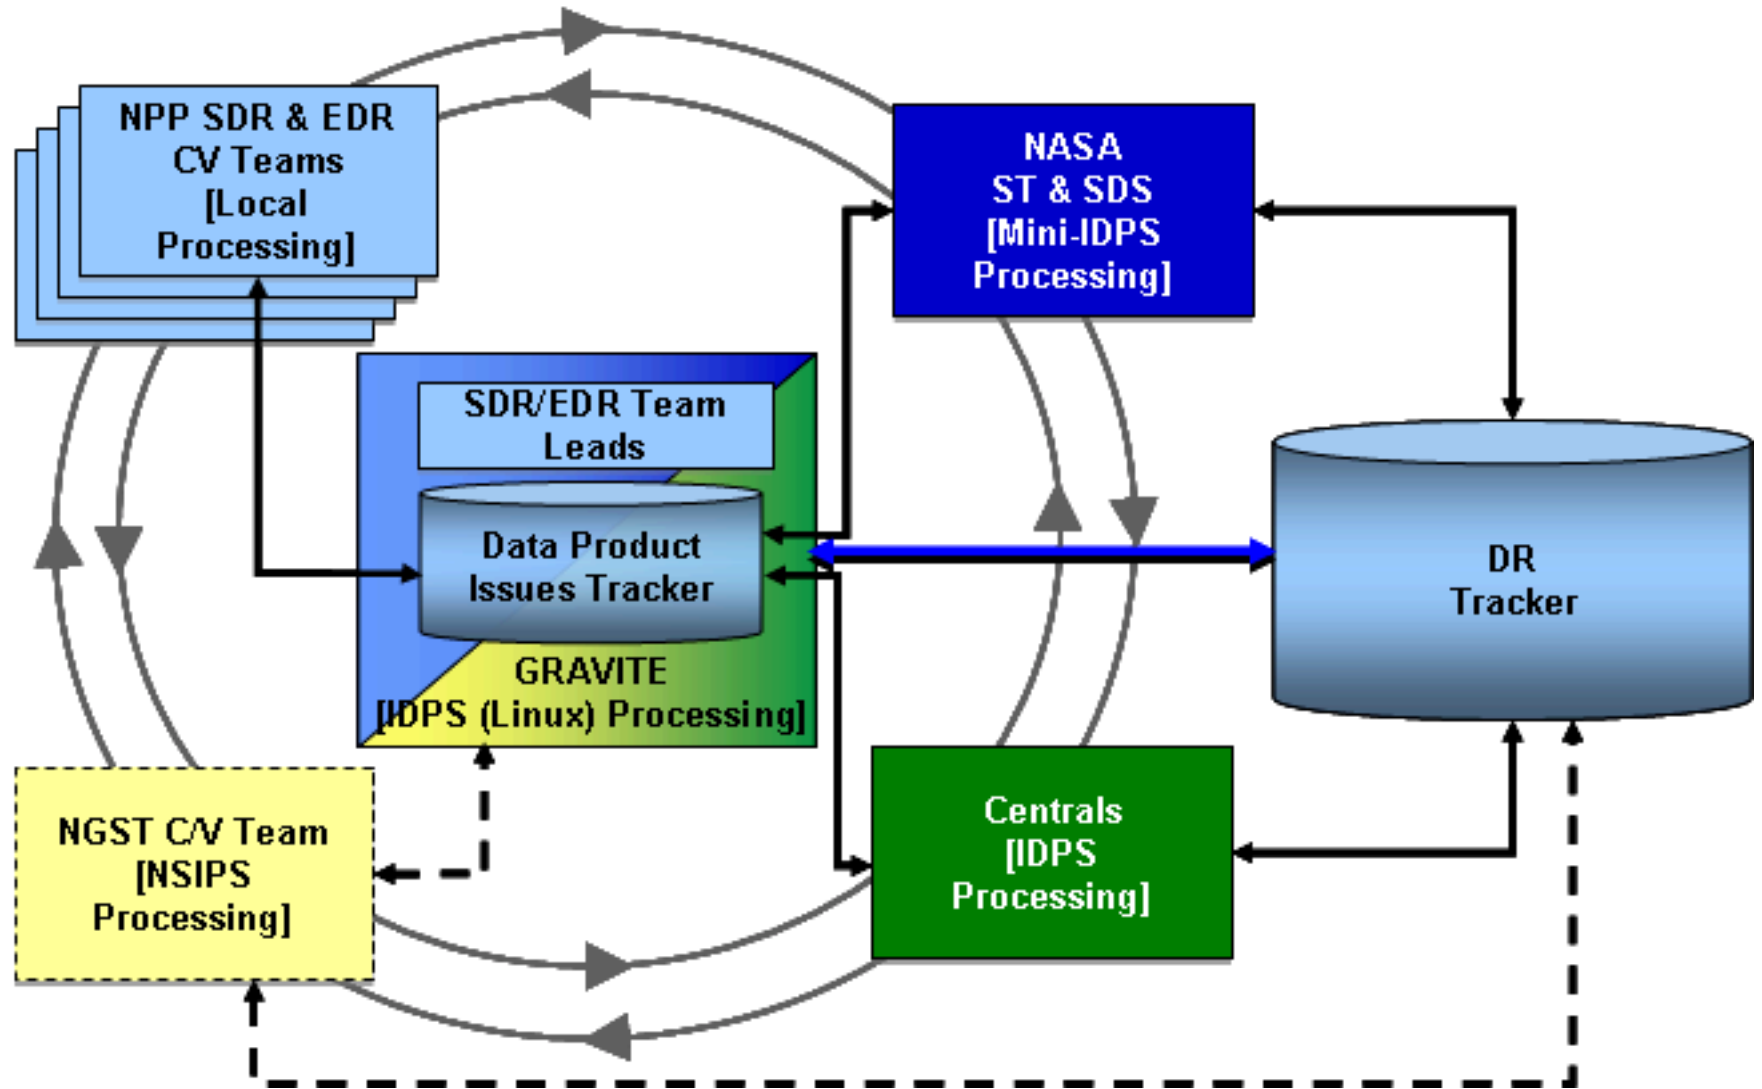 NPP SDR & EDR
CV Teams
[Local
Processing]
NASA
ST & SDS
[Mini-IDPS
Processing]
SDR/EDR Team
Leads
Data Product
Issues Tracker
GRAVITE
[IDPS (Linux) Processing]
DR
Tracker
NGST C/V Team
[NSIPS
Processing]
Centrals
[IDPS
Processing]